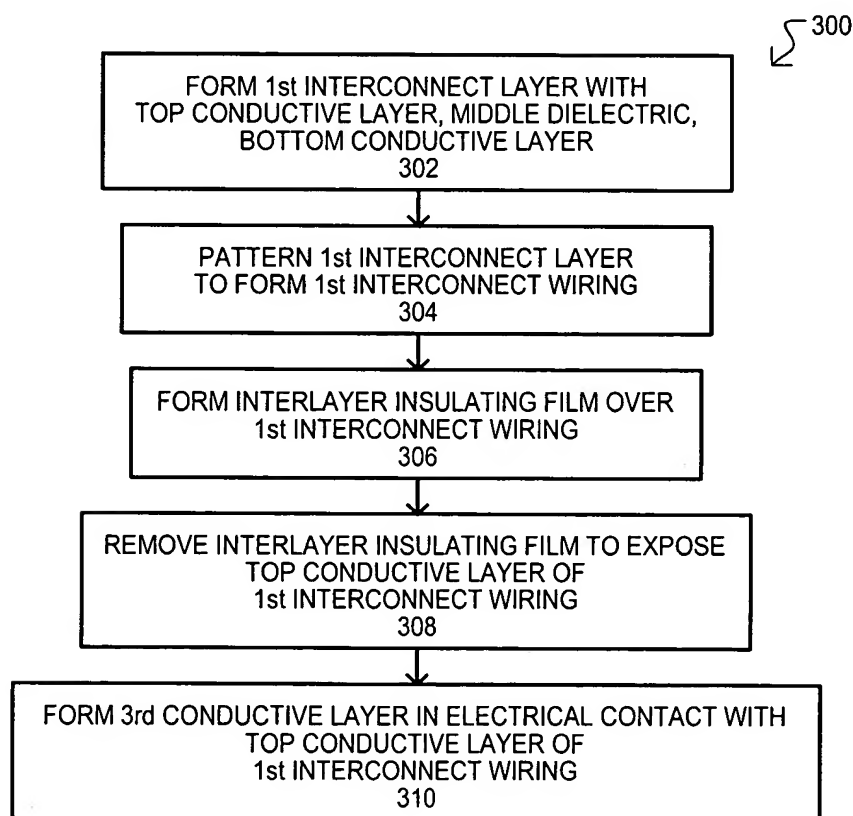 300
FORM 1st INTERCONNECT LAYER WITH
TOP CONDUCTIVE LAYER, MIDDLE DIELECTRIC,
BOTTOM CONDUCTIVE LAYER
302
PATTERN 1st INTERCONNECT LAYER
TO FORM 1st INTERCONNECT WIRING
304
FORM INTERLAYER INSULATING FILM OVER
1st INTERCONNECT WIRING
306
REMOVE INTERLAYER INSULATING FILM TO EXPOSE
TOP CONDUCTIVE LAYER OF
1st INTERCONNECT WIRING
308
FORM 3rd CONDUCTIVE LAYER IN ELECTRICAL CONTACT WITH
TOP CONDUCTIVE LAYER OF
1st INTERCONNECT WIRING
310